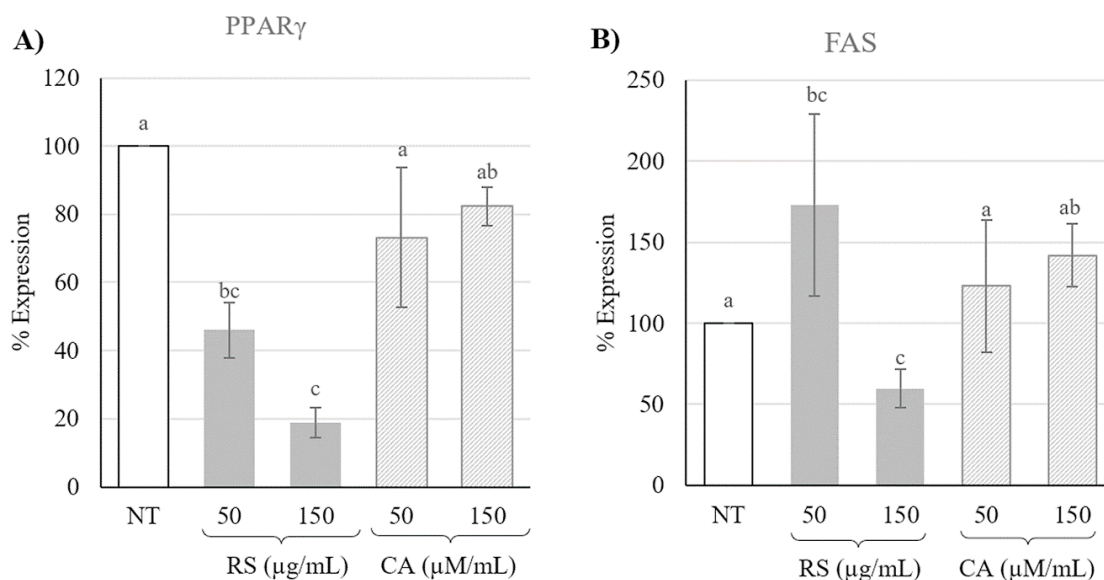 A)
PPARγ
120
100
80
60
40
20
0
% Expression
a
bc
c
a
ab
NT
50
150
50
150
RS (µg/mL)
CA (µM/mL)
B)
FAS
250
200
150
100
50
0
% Expression
a
bc
c
a
ab
NT
50
150
50
150
RS (µg/mL)
CA (µM/mL)